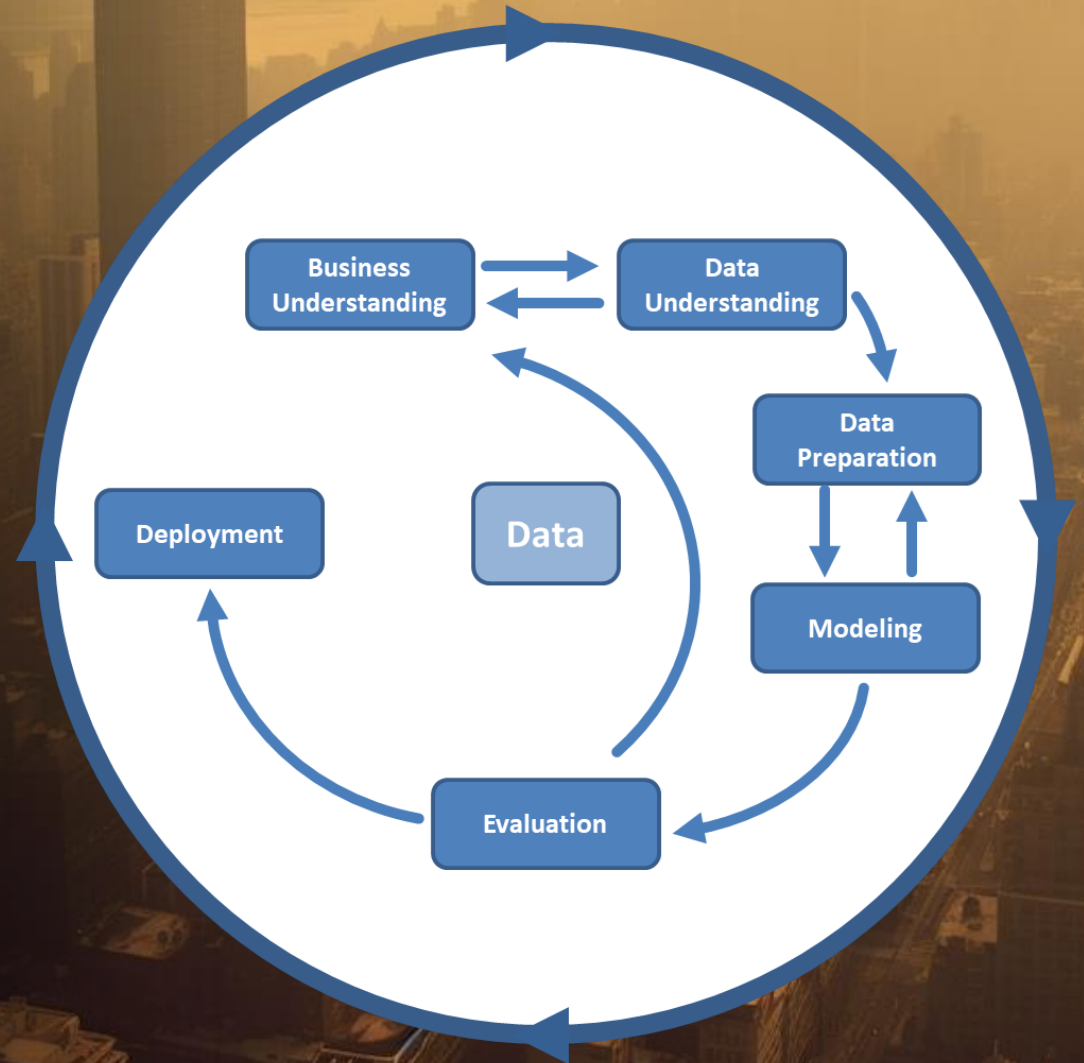 Business
Understanding
Data
Understanding
Data
Preparation
Deployment
Data
Modeling
Evaluation